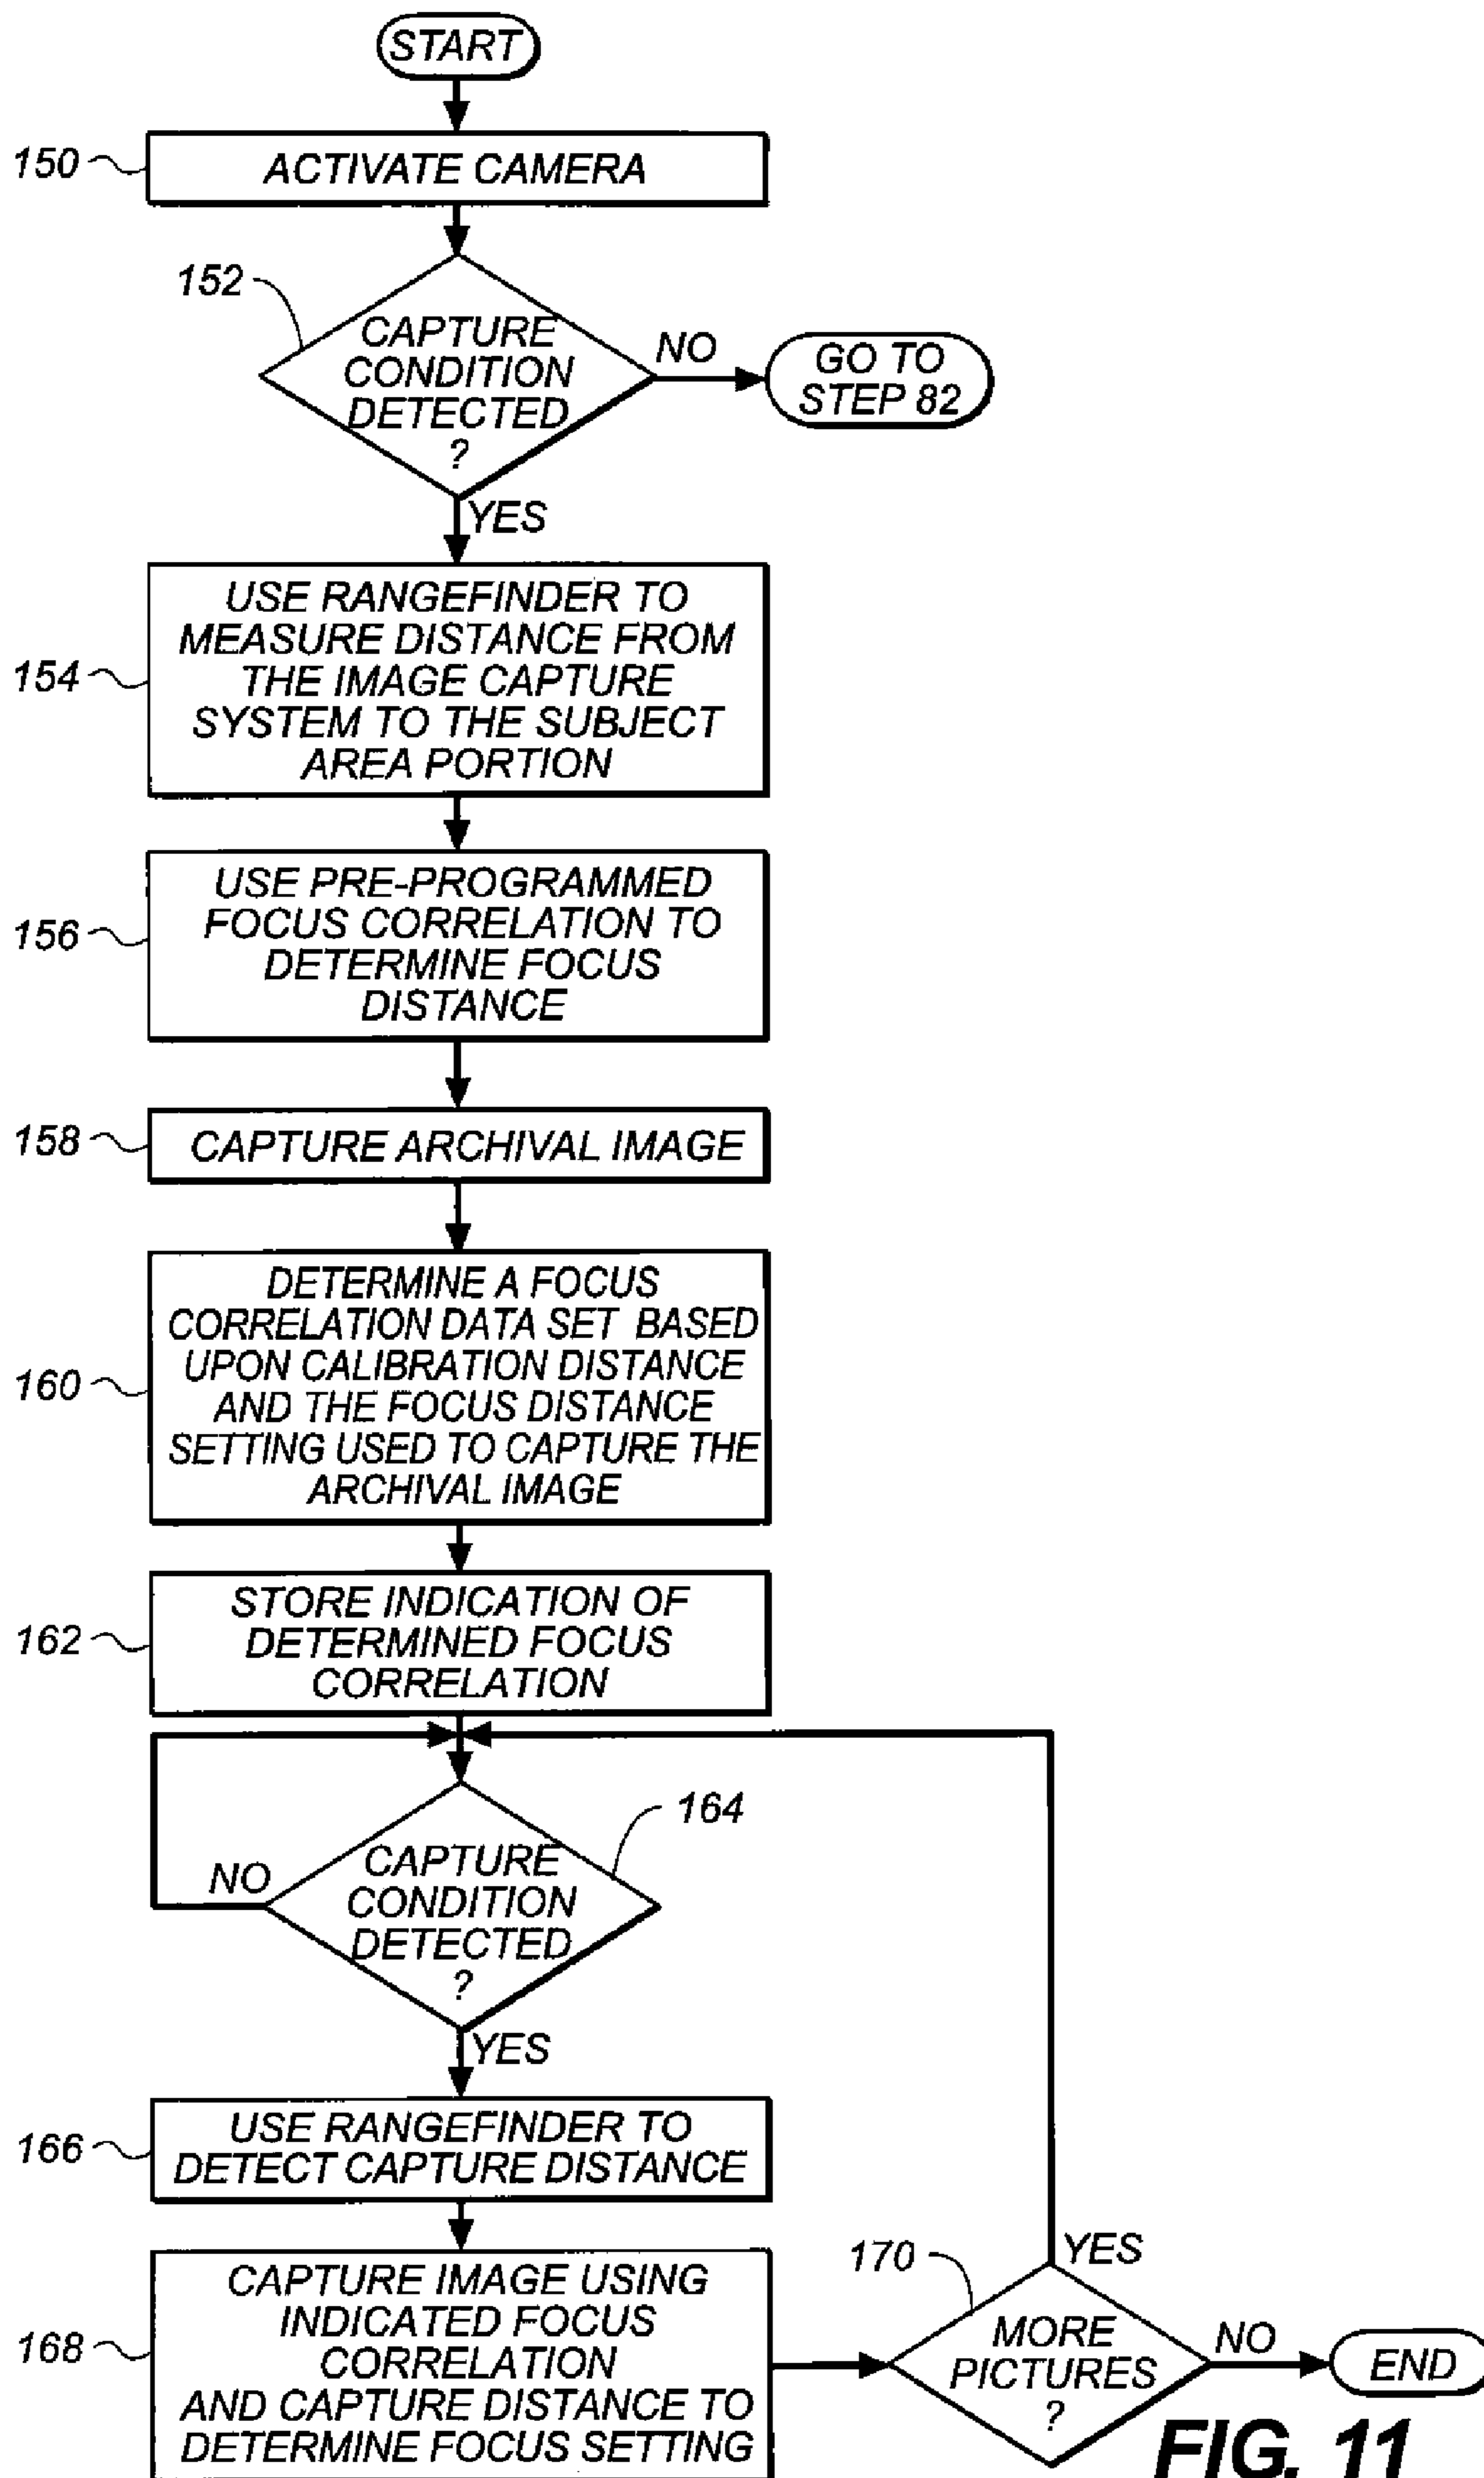 START
150
ACTIVATE CAMERA
152
CAPTURE
CONDITION
DETECTED
?
NO
GO TO
STEP 82
YES
154
USE RANGEFINDER TO
MEASURE DISTANCE FROM
THE IMAGE CAPTURE
SYSTEM TO THE SUBJECT
AREA PORTION
156
USE PRE-PROGRAMMED
FOCUS CORRELATION TO
DETERMINE FOCUS
DISTANCE
158
CAPTURE ARCHIVAL IMAGE
160
DETERMINE A FOCUS
CORRELATION DATA SET BASED
UPON CALIBRATION DISTANCE
AND THE FOCUS DISTANCE
SETTING USED TO CAPTURE THE
ARCHIVAL IMAGE
162
STORE INDICATION OF
DETERMINED FOCUS
CORRELATION
164
NO
CAPTURE
CONDITION
DETECTED
?
YES
166
USE RANGEFINDER TO
DETECT CAPTURE DISTANCE
168
CAPTURE IMAGE USING
INDICATED FOCUS
CORRELATION
AND CAPTURE DISTANCE TO
DETERMINE FOCUS SETTING
170
YES
MORE
PICTURES
?
NO
END
FIG. 11